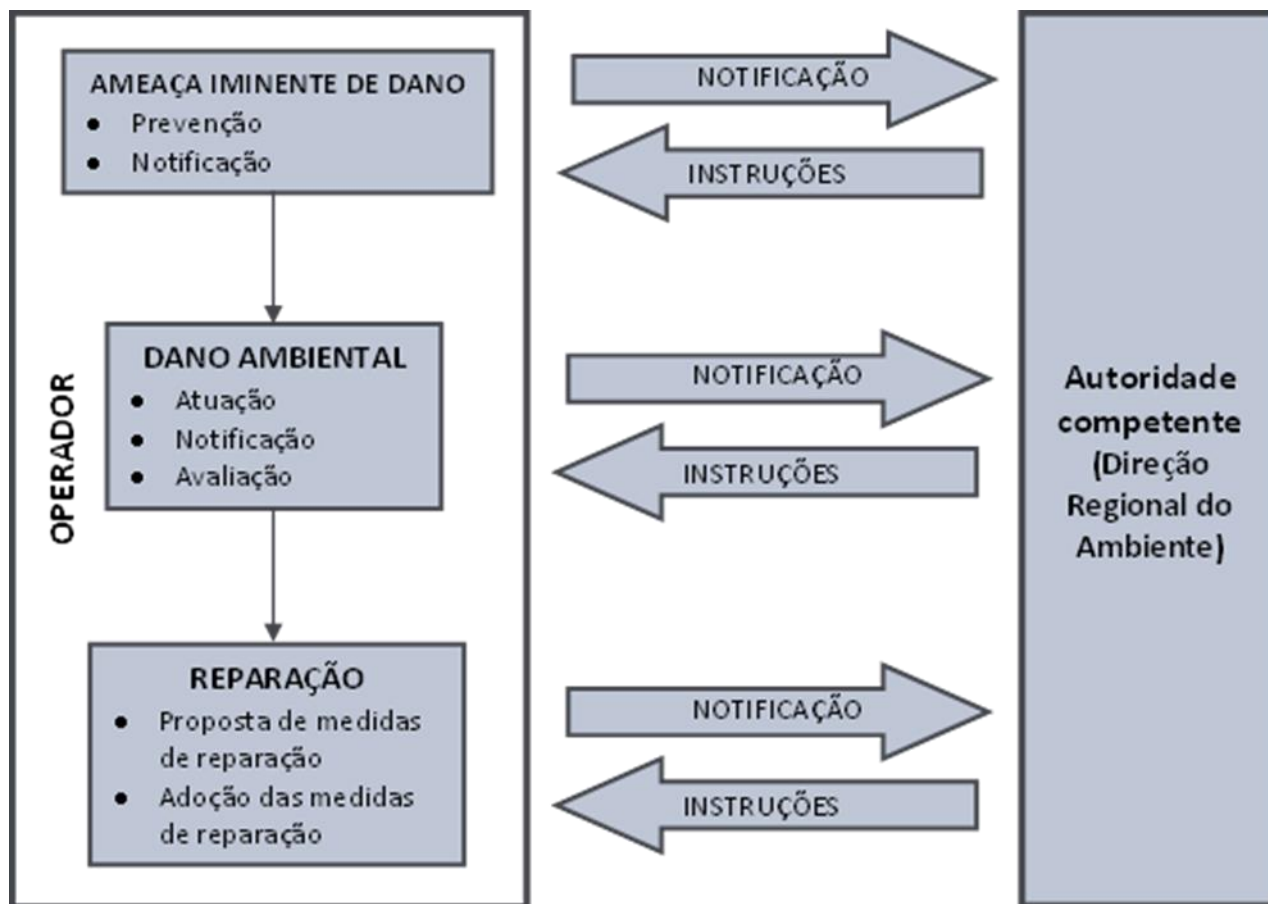 AMEAÇA IMINENTE DE DANO
● Prevenção
● Notificação
NOTIFICAÇÃO
INSTRUÇÕES
OPERADOR
DANO AMBIENTAL
● Atuação
● Notificação
● Avaliação
NOTIFICAÇÃO
INSTRUÇÕES
REPARAÇÃO
● Proposta de medidas
de reparação
● Adoção das medidas
de reparação
NOTIFICAÇÃO
INSTRUÇÕES
Autoridade
competente
(Direção
Regional do
Ambiente)